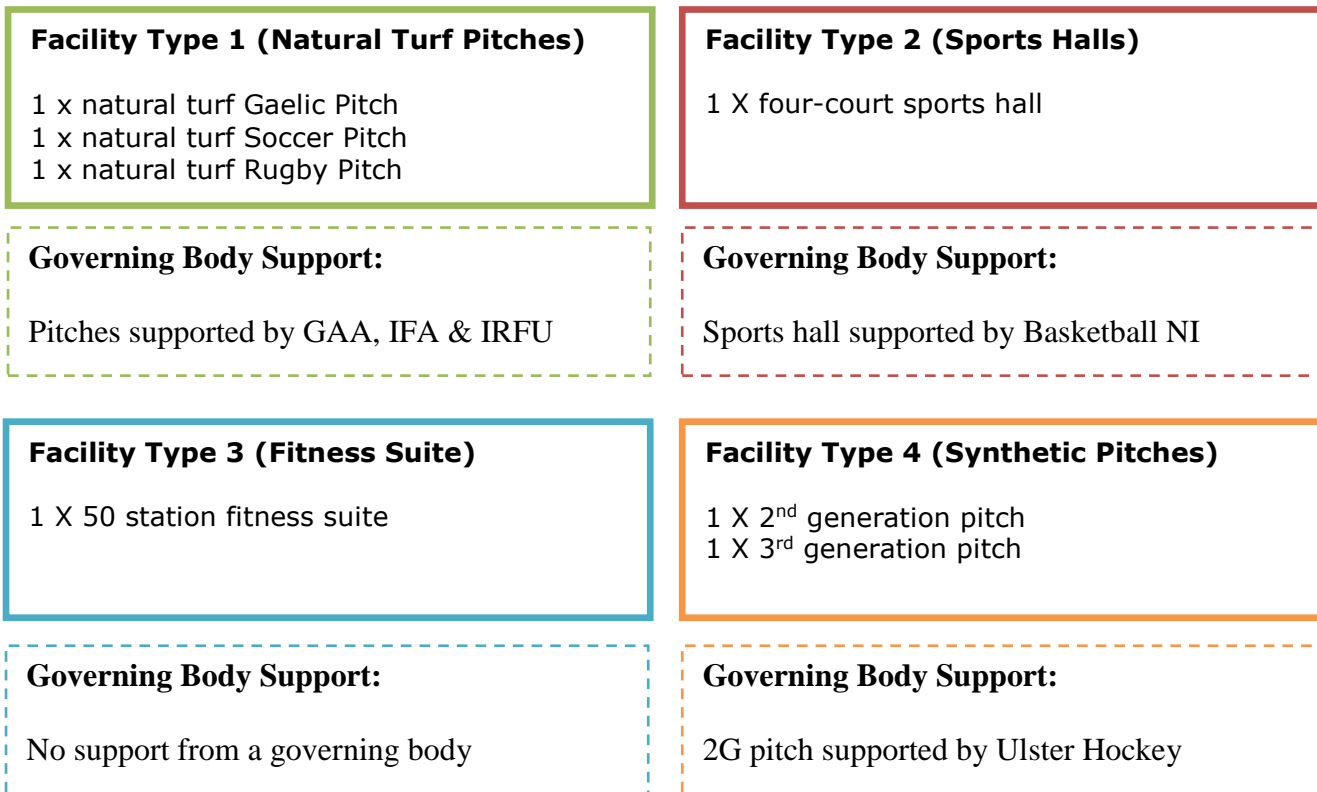 Facility Type 1 (Natural Turf Pitches)
1 x natural turf Gaelic Pitch
1 x natural turf Soccer Pitch
1 x natural turf Rugby Pitch
Governing Body Support:
Pitches supported by GAA, IFA & IRFU
Facility Type 2 (Sports Halls)
1 X four-court sports hall
Governing Body Support:
Sports hall supported by Basketball NI
Facility Type 3 (Fitness Suite)
1 X 50 station fitness suite
Governing Body Support:
No support from a governing body
Facility Type 4 (Synthetic Pitches)
1 X 2nd generation pitch
1 X 3rd generation pitch
Governing Body Support:
2G pitch supported by Ulster Hockey